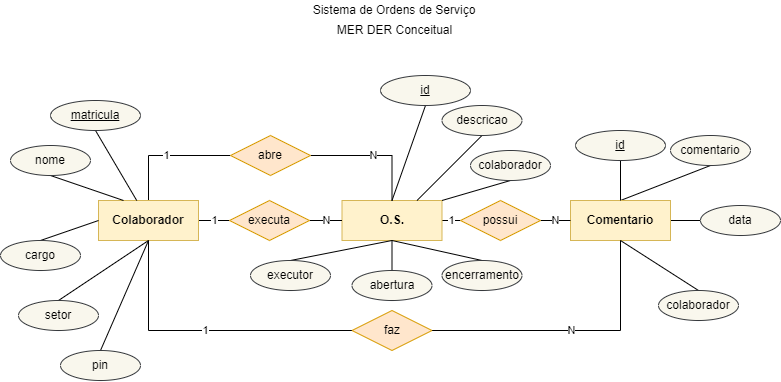 Sistema de Ordens de Serviço
MER DER Conceitual
id
matricula
descricao
nome
1
abre
N
id
comentario
colaborador
Colaborador
1
executa
N
O.S.
1
possui
N
Comentario
data
cargo
executor
abertura
encerramento
setor
colaborador
1
faz
N
pin